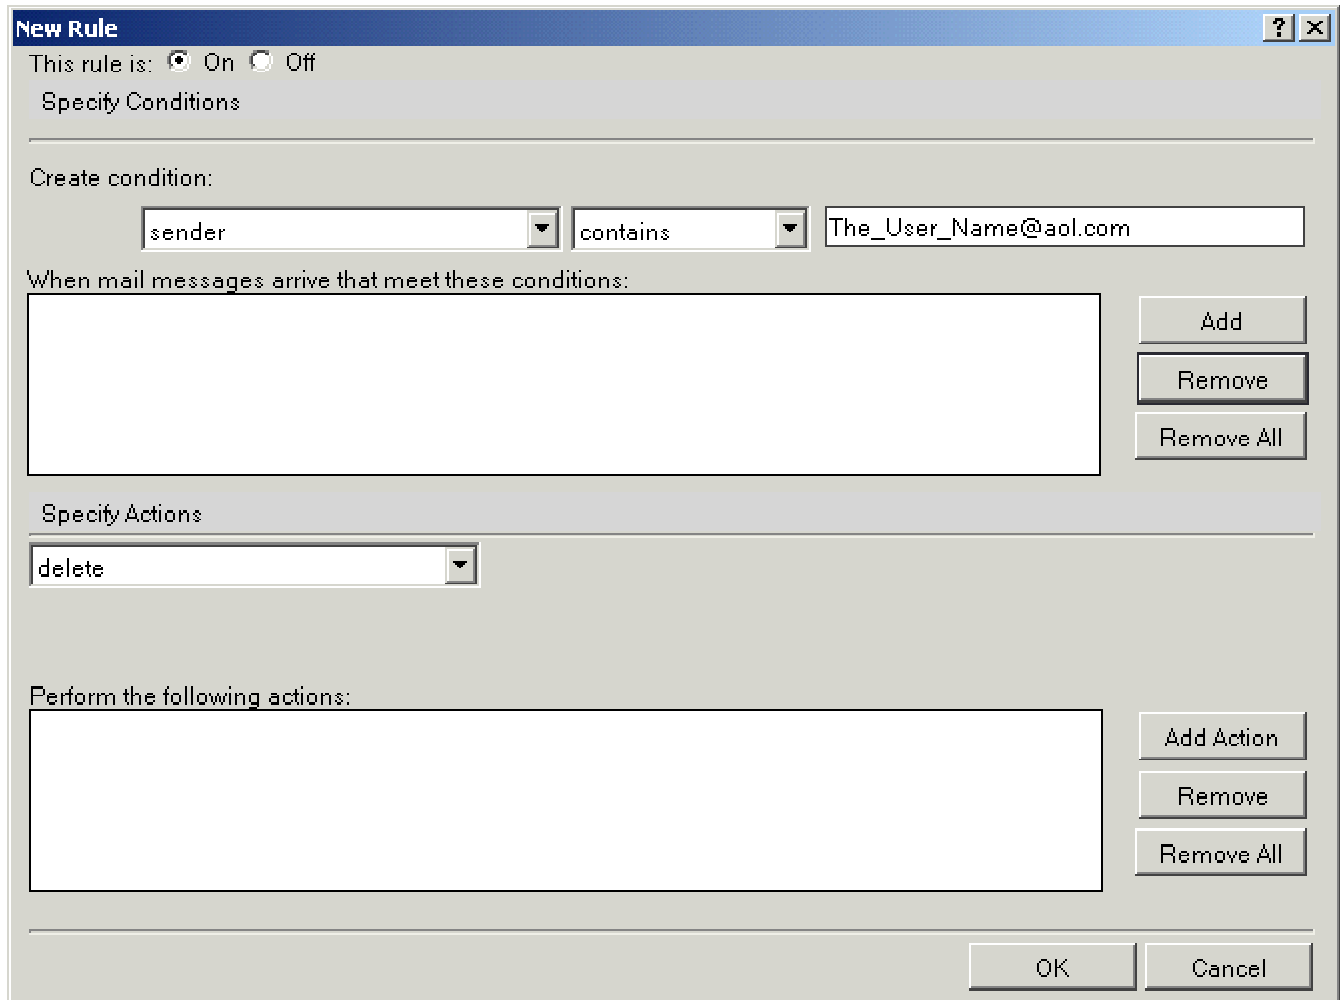 New Rule
This rule is: On Off
Specify Conditions
Create condition:
sender contains The_User_Name@aol.com
When mail messages arrive that meet these conditions:
Add
Remove
Remove All
Specify Actions
delete
Perform the following actions:
Add Action
Remove
Remove All
OK Cancel